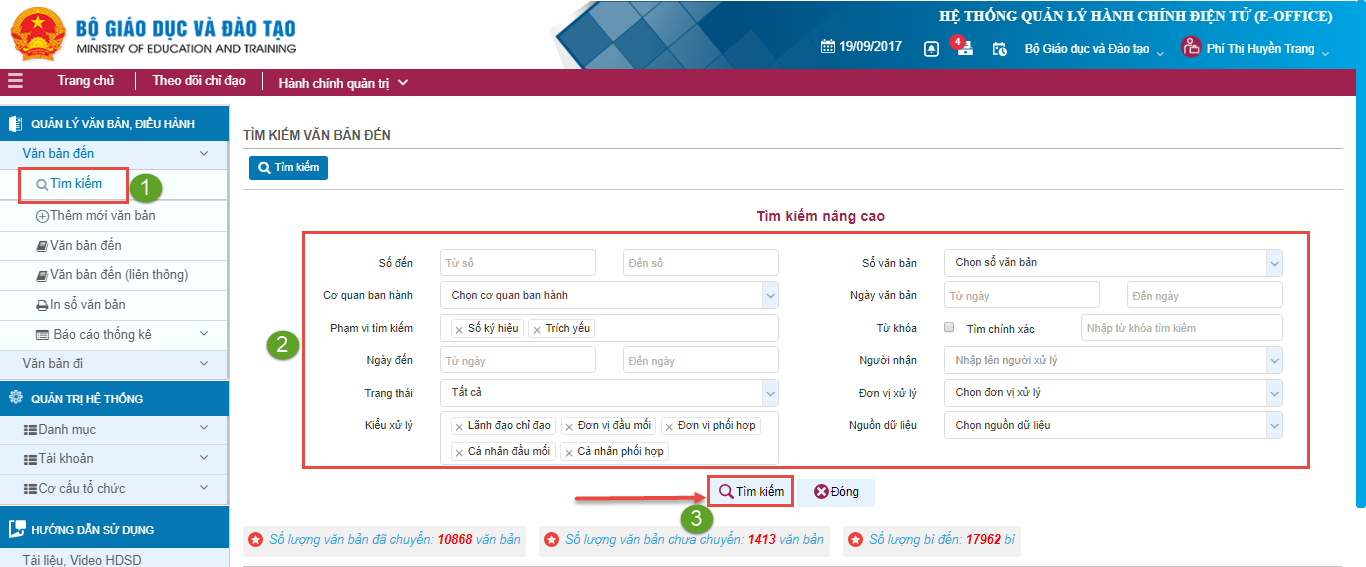 BỘ GIÁO DỤC VÀ ĐÀO TẠO
MINISTRY OF EDUCATION AND TRAINING
HỆ THỐNG QUẢN LÝ HÀNH CHÍNH ĐIỆN TỬ (E-OFFICE)
19/09/2017 4 Bộ Giáo dục và Đào tạo Phí Thị Huyền Trang
Trang chủ Theo dõi chỉ đạo Hành chính quản trị
QUẢN LÝ VĂN BẢN, ĐIỀU HÀNH
Văn bản đến
Tìm kiếm 1
Thêm mới văn bản
Văn bản đến
Văn bản đến (liên thông)
In sổ văn bản
Báo cáo thống kê
Văn bản đi
QUẢN TRỊ HỆ THỐNG
Danh mục
Tài khoản
Cơ cấu tổ chức
HƯỚNG DẪN SỬ DỤNG
Tài liệu, Video HDSD
TÌM KIẾM VĂN BẢN ĐẾN
Tìm kiếm
Tìm kiếm nâng cao
Số đến Từ số Đến số Sổ văn bản Chọn sổ văn bản
Cơ quan ban hành Chọn cơ quan ban hành Ngày văn bản Từ ngày Đến ngày
Phạm vi tìm kiếm × Số ký hiệu × Trích yếu Từ khóa Tìm chính xác Nhập từ khóa tìm kiếm
2 Ngày đến Từ ngày Đến ngày Người nhận Nhập tên người xử lý
Trạng thái Tất cả Đơn vị xử lý Chọn đơn vị xử lý
Kiểu xử lý × Lãnh đạo chỉ đạo × Đơn vị đầu mối × Đơn vị phối hợp Nguồn dữ liệu Chọn nguồn dữ liệu
× Cá nhân đầu mối × Cá nhân phối hợp
Tìm kiếm Đóng
3
Số lượng văn bản đã chuyển: 10868 văn bản Số lượng văn bản chưa chuyển: 1413 văn bản Số lượng bì đến: 17962 bì